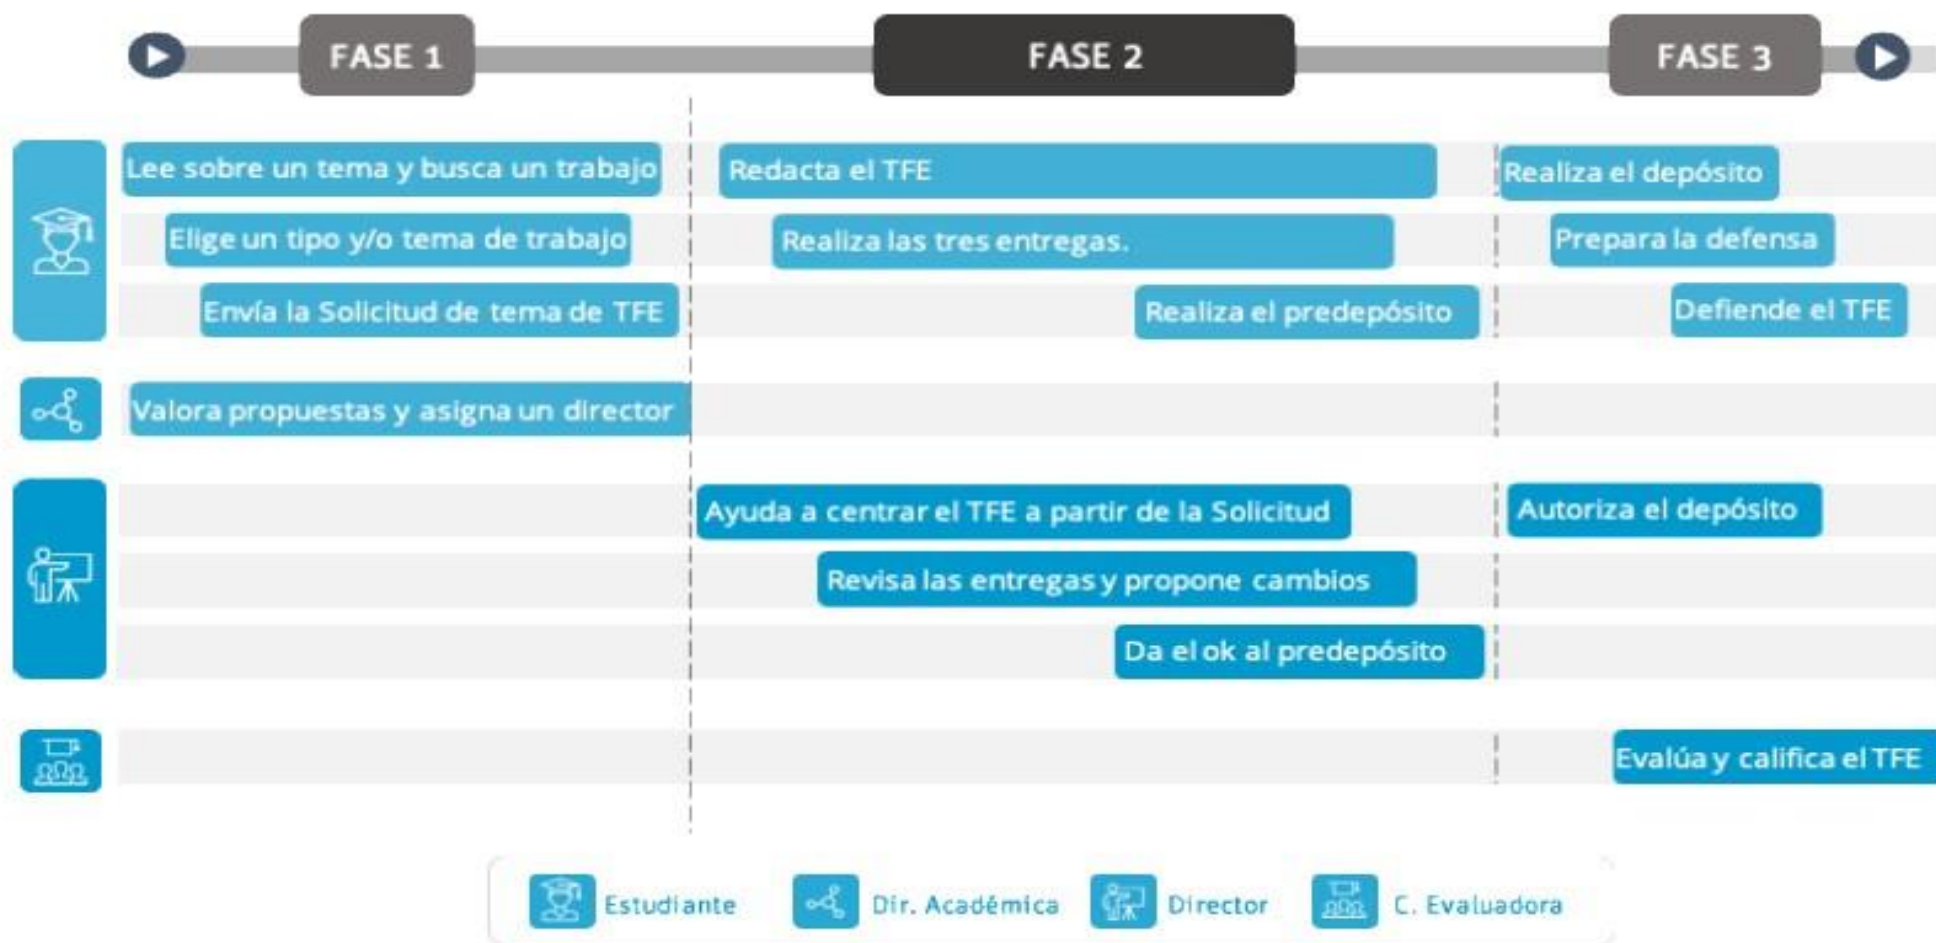 FASE 1
FASE 2
FASE 3
Lee sobre un tema y busca un trabajo
Redacta el TFE
Realiza el depósito
Elige un tipo y/o tema de trabajo
Realiza las tres entregas.
Prepara la defensa
Envía la Solicitud de tema de TFE
Realiza el predepósito
Defiende el TFE
Valora propuestas y asigna un director
Ayuda a centrar el TFE a partir de la Solicitud
Autoriza el depósito
Revisa las entregas y propone cambios
Da el ok al predepósito
Evalúa y califica el TFE
Estudiante
Dir. Académica
Director
C. Evaluadora